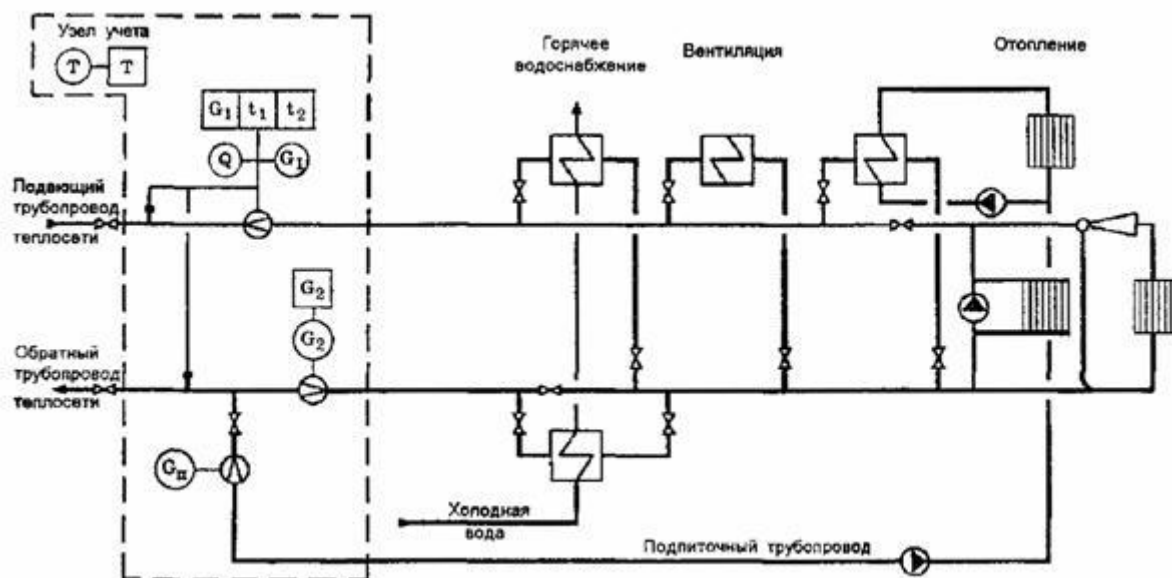 Узел учета
T T
G₁ t₁ t₂
Q G₁
Горячее
водоснабжение
Вентиляция
Отопление
Подающий
трубопровод
теплосети
G₂
G₂
Обратный
трубопровод
теплосети
Gп
Холодная
вода
Подпиточный трубопровод